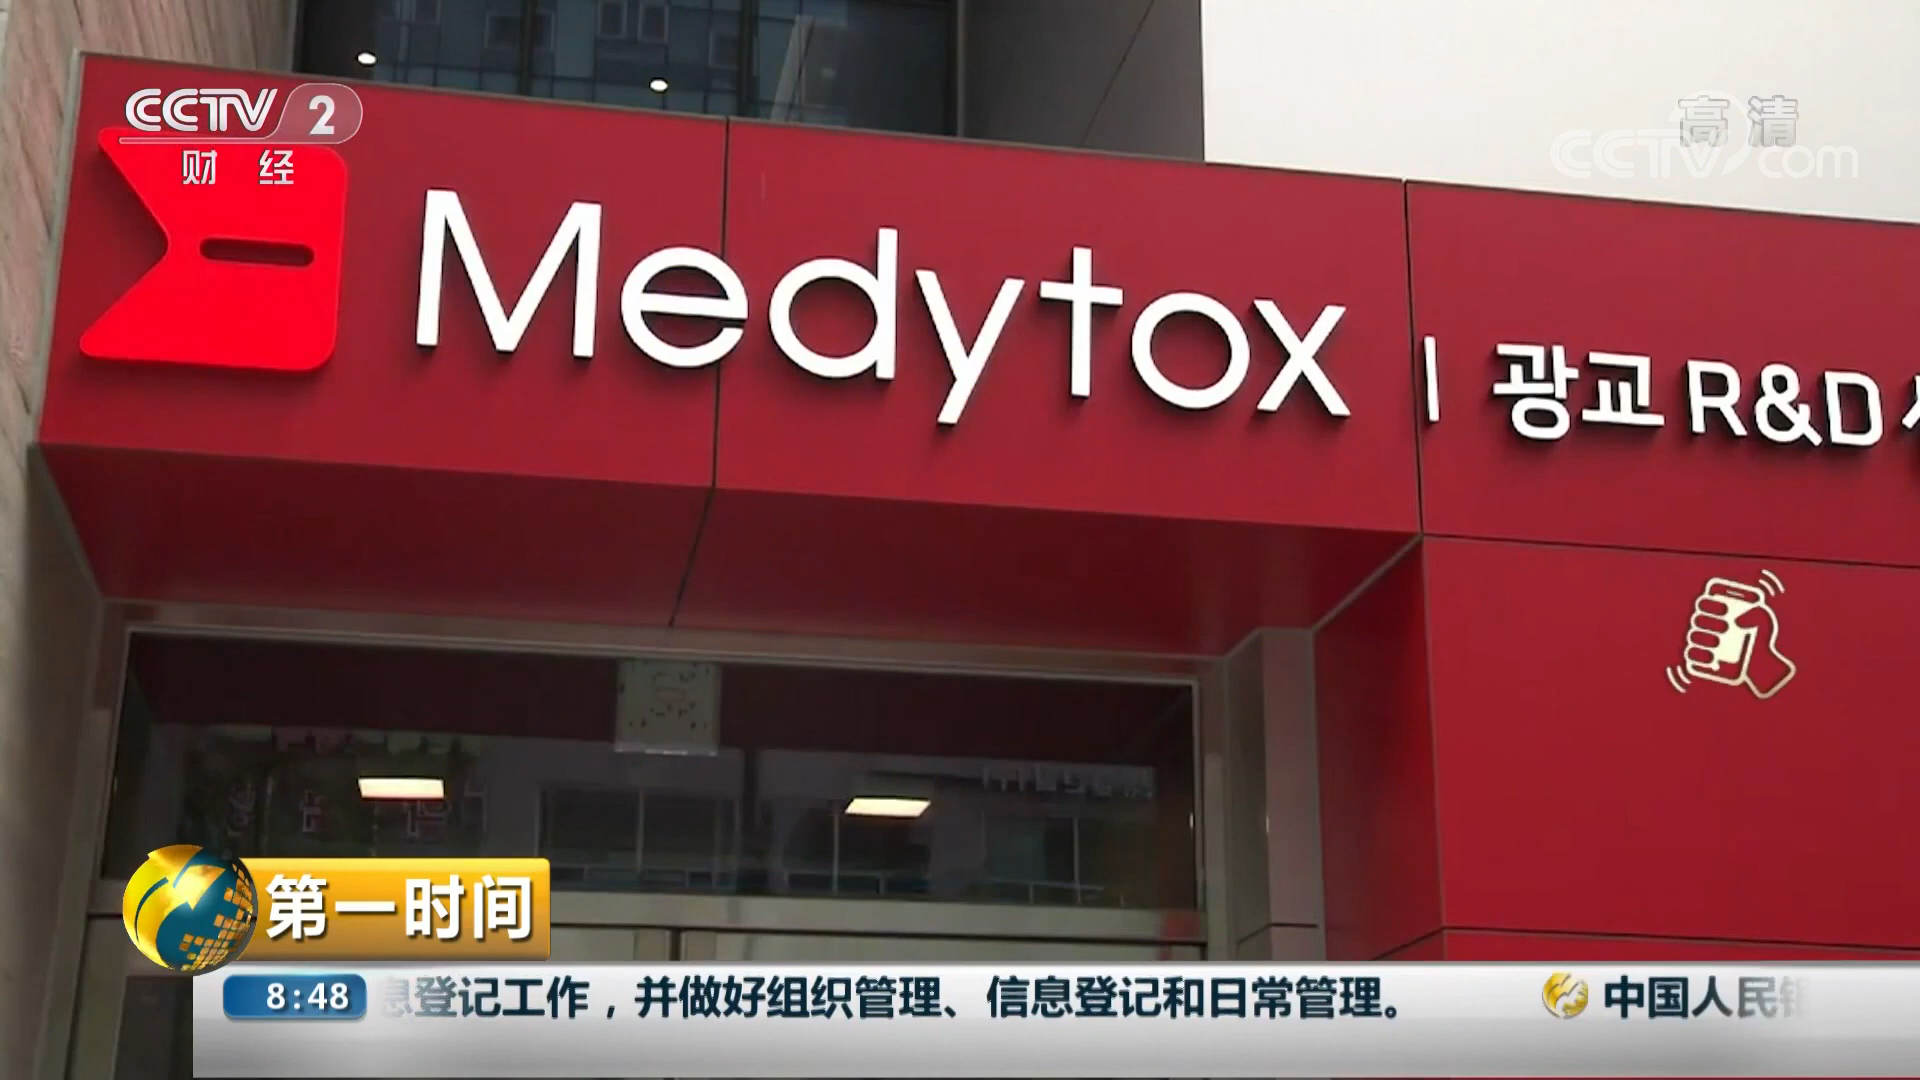 CCTV 2
财 经
高清
CCTV.com
Medytox | 광교 R&D
第一时间
8:48
息登记工作，并做好组织管理、信息登记和日常管理。
中国人民银